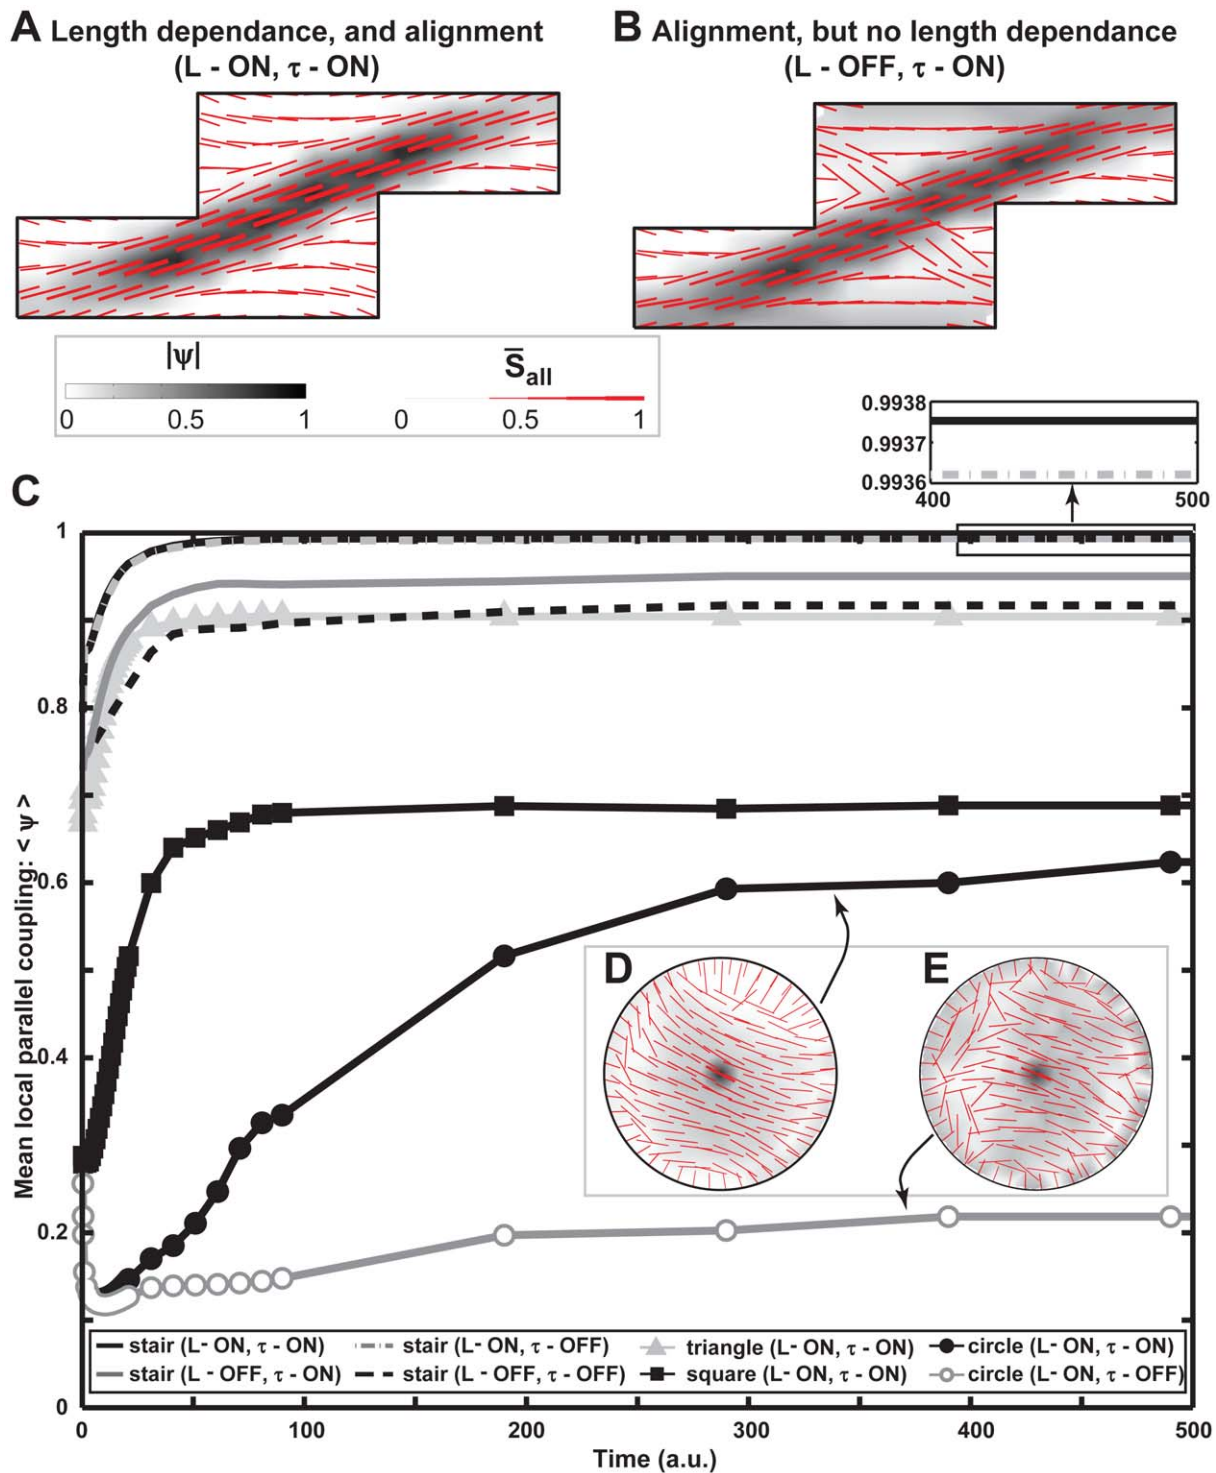 A Length dependance, and alignment
(L - ON, τ - ON)
B Alignment, but no length dependance
(L - OFF, τ - ON)
|ψ|
0 0.5 1
S̅all
0 0.5 1
0.9938
0.9937
0.9936
400 500
C
1
0.8
0.6
0.4
0.2
0
Mean local parallel coupling: < ψ >
D
E
stair (L- ON, τ - ON)
stair (L- ON, τ - OFF)
triangle (L- ON, τ - ON)
circle (L- ON, τ - ON)
stair (L - OFF, τ - ON)
stair (L - OFF, τ - OFF)
square (L- ON, τ - ON)
circle (L- ON, τ - OFF)
0 100 200 300 400 500
Time (a.u.)